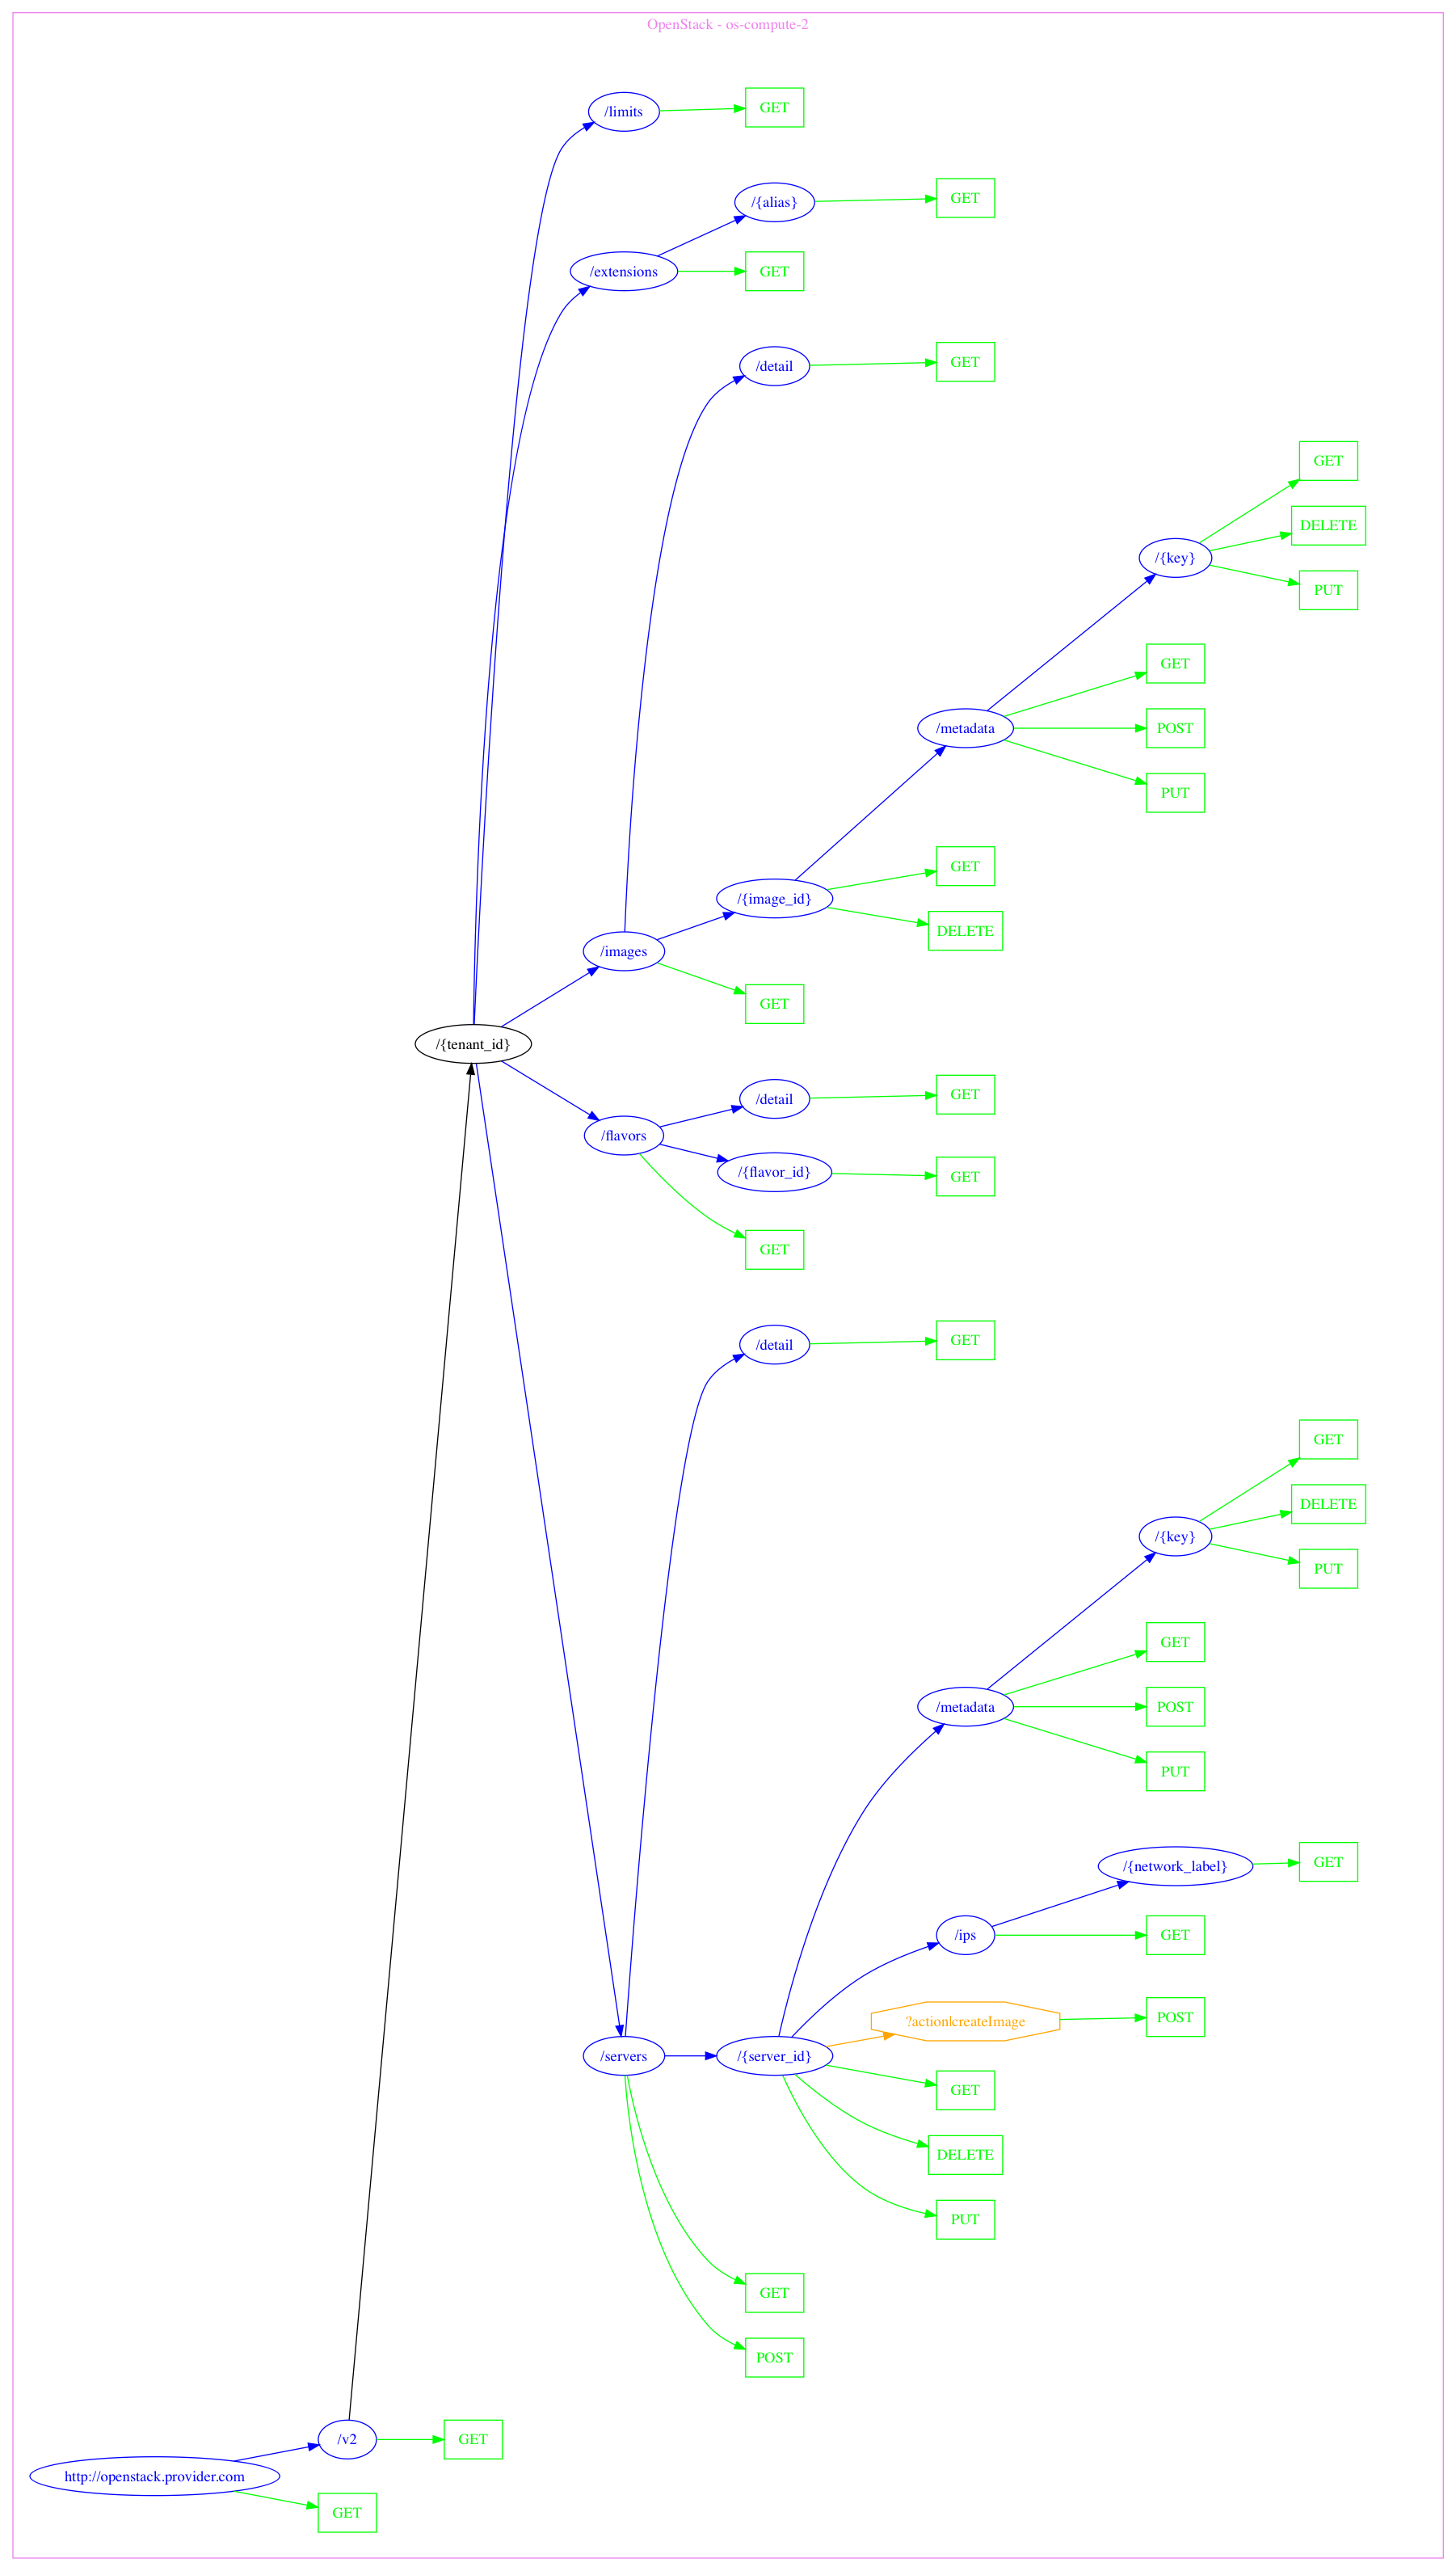 OpenStack - os-compute-2
/limits
GET
/{alias}
GET
/extensions
GET
/detail
GET
GET
DELETE
/{key}
PUT
GET
/metadata
POST
PUT
GET
/{image_id}
DELETE
/images
GET
/{tenant_id}
/detail
GET
/flavors
/{flavor_id}
GET
GET
/detail
GET
GET
DELETE
/{key}
PUT
GET
/metadata
POST
PUT
/{network_label}
GET
/ips
GET
?action|createImage
POST
/servers
/{server_id}
GET
DELETE
PUT
GET
POST
/v2
GET
http://openstack.provider.com
GET